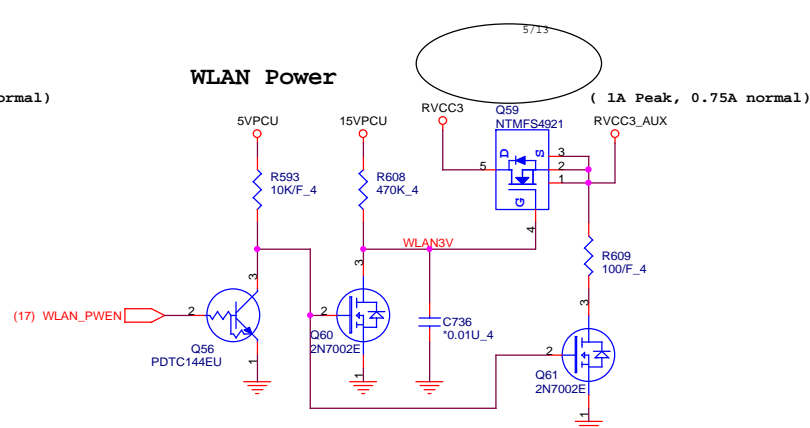 5/13
WLAN Power
ormal)
( 1A Peak, 0.75A normal)
RVCC3
Q59
NTMFS4921
RVCC3_AUX
5VPCU
15VPCU
D
S
3
5
2
1
G
4
R593
10K/F_4
R608
470K_4
WLAN3V
R609
100/F_4
3
3
3
(17) WLAN_PWEN
2
2
C736
*0.01U_4
Q60
2N7002E
Q56
PDTC144EU
1
1
2
Q61
2N7002E
1